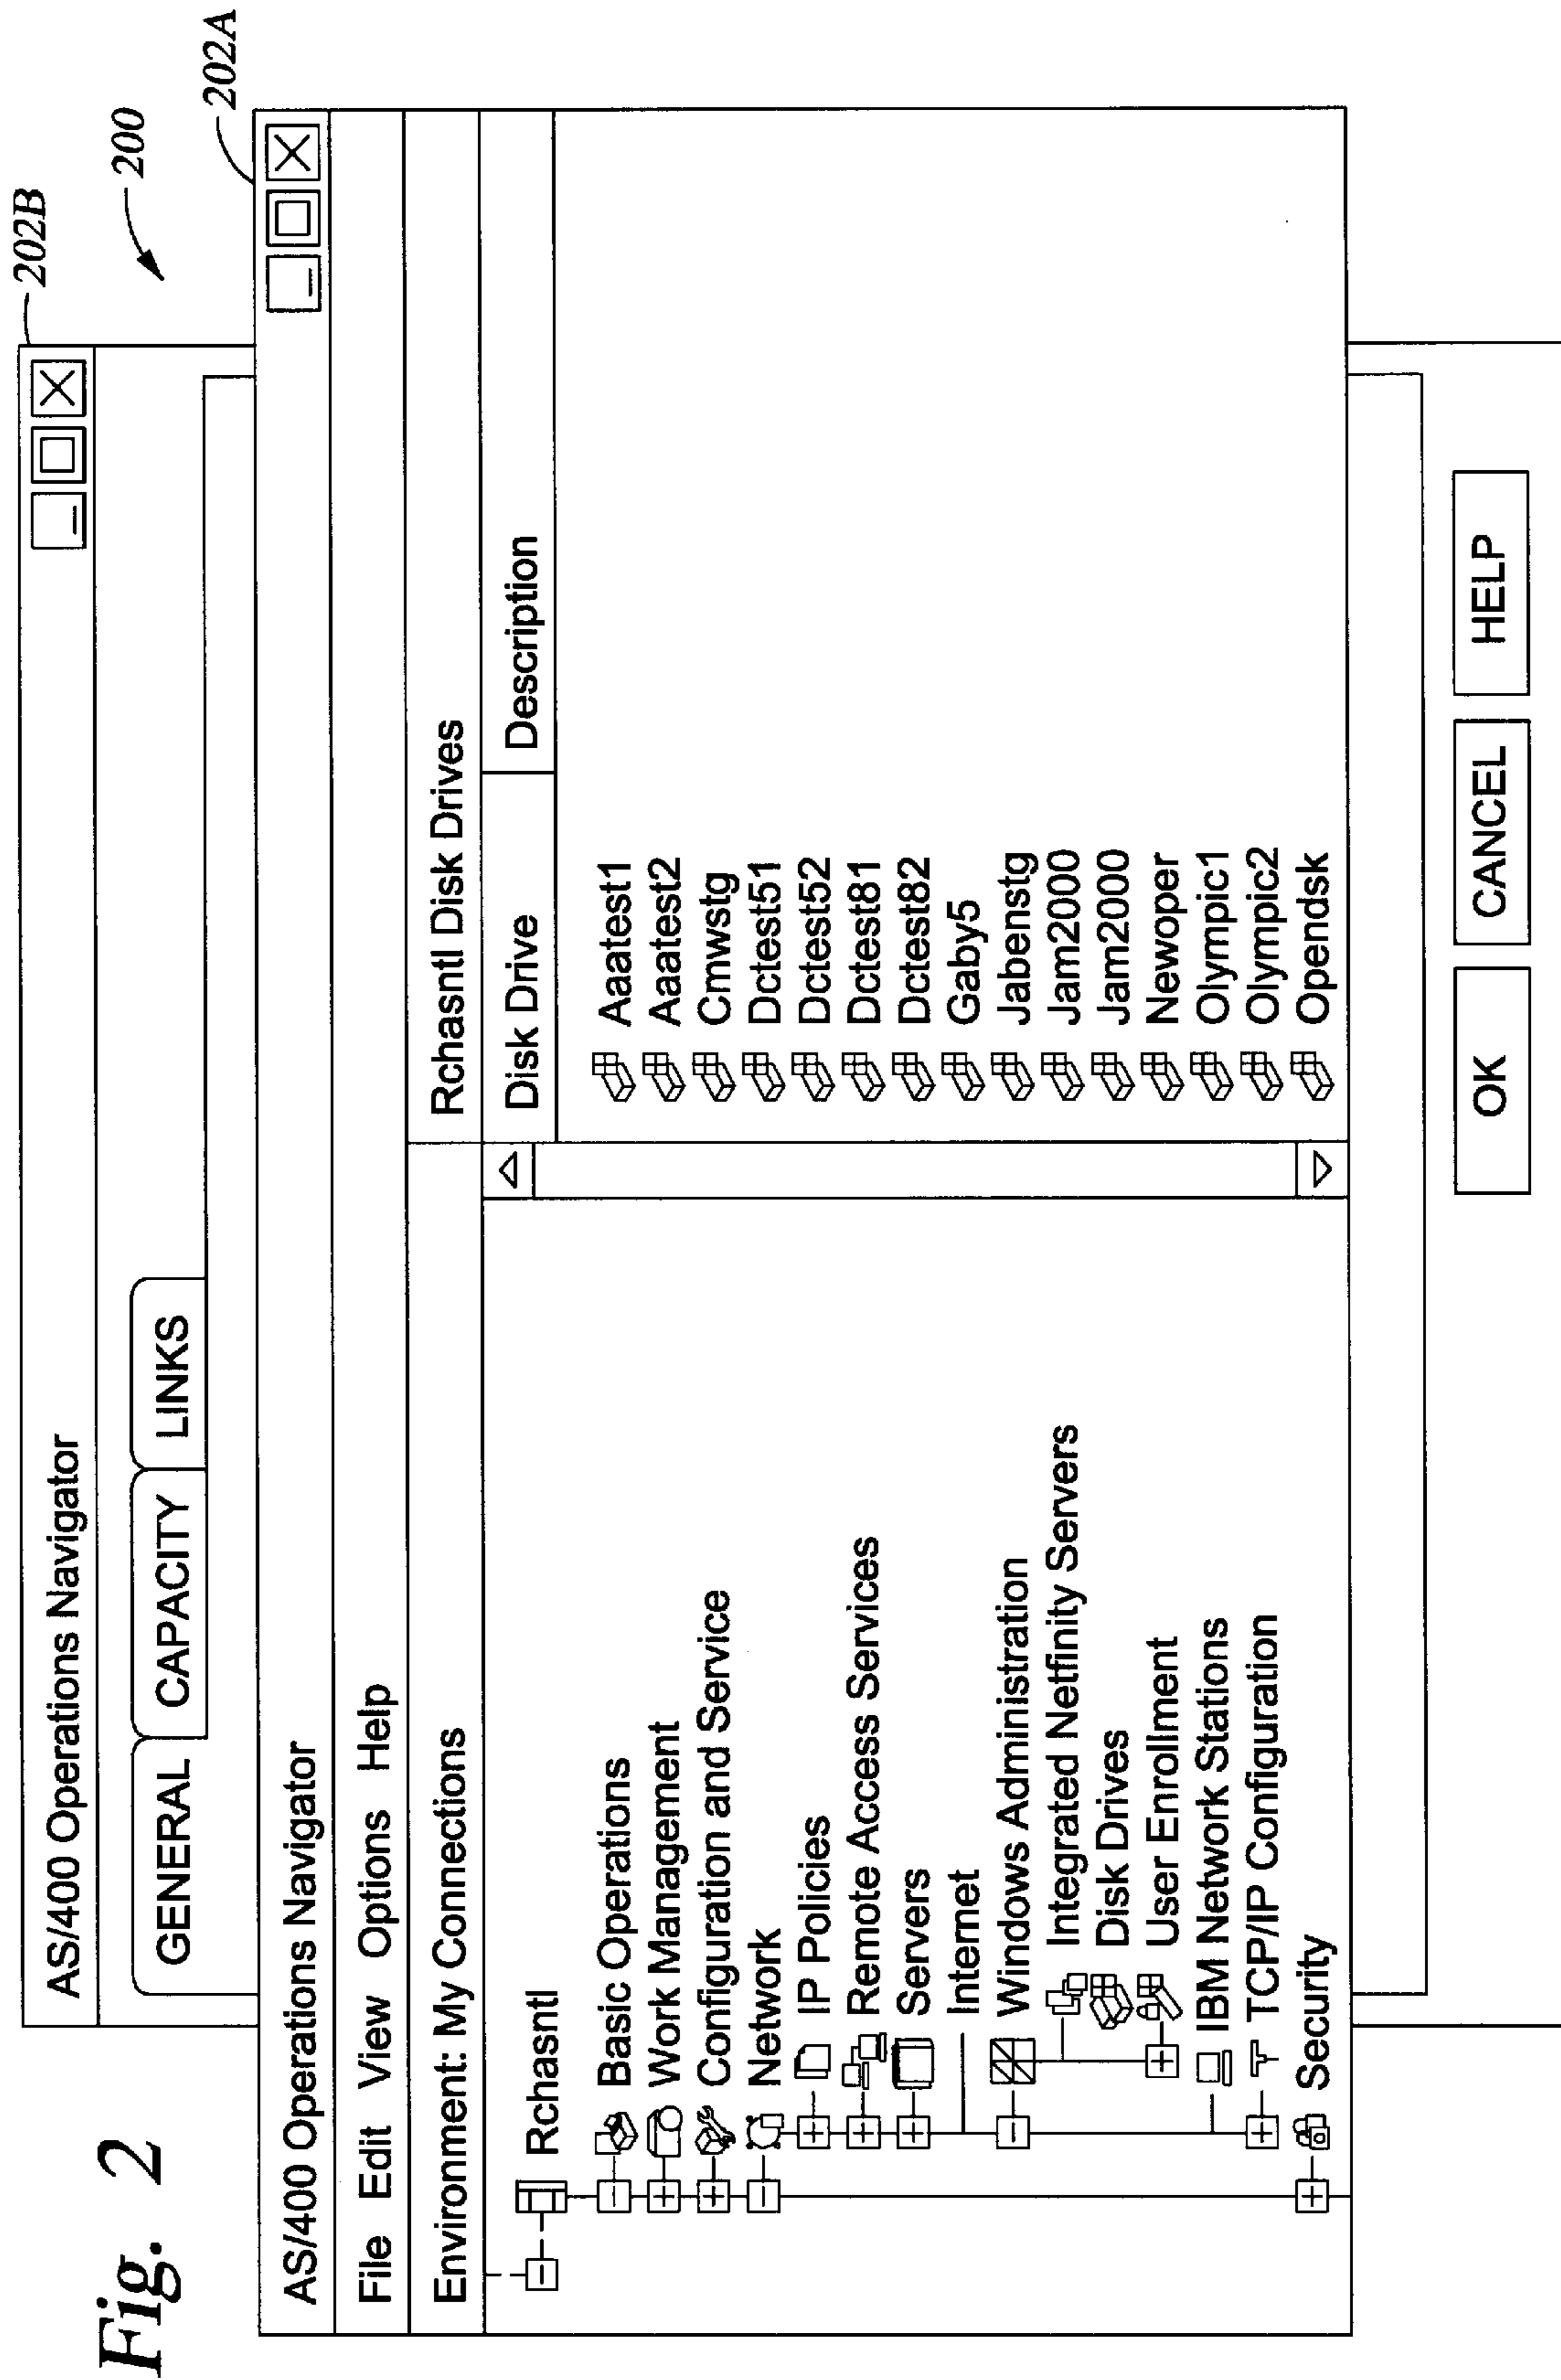 Fig. 2
202B
200
AS/400 Operations Navigator
GENERAL CAPACITY LINKS
202A
AS/400 Operations Navigator
File Edit View Options Help
Environment: My Connections
Rchasntl Disk Drives
Rchasntl
Basic Operations
Work Management
Configuration and Service
Network
IP Policies
Remote Access Services
Servers
Internet
Windows Administration
Integrated Netfinity Servers
Disk Drives
User Enrollment
IBM Network Stations
TCP/IP Configuration
Security
Disk Drive Description
Aaatest1
Aaatest2
Cmwstg
Dctest51
Dctest52
Dctest81
Dctest82
Gaby5
Jabenstg
Jam2000
Jam2000
Newoper
Olympic1
Olympic2
Opendsk
OK CANCEL HELP